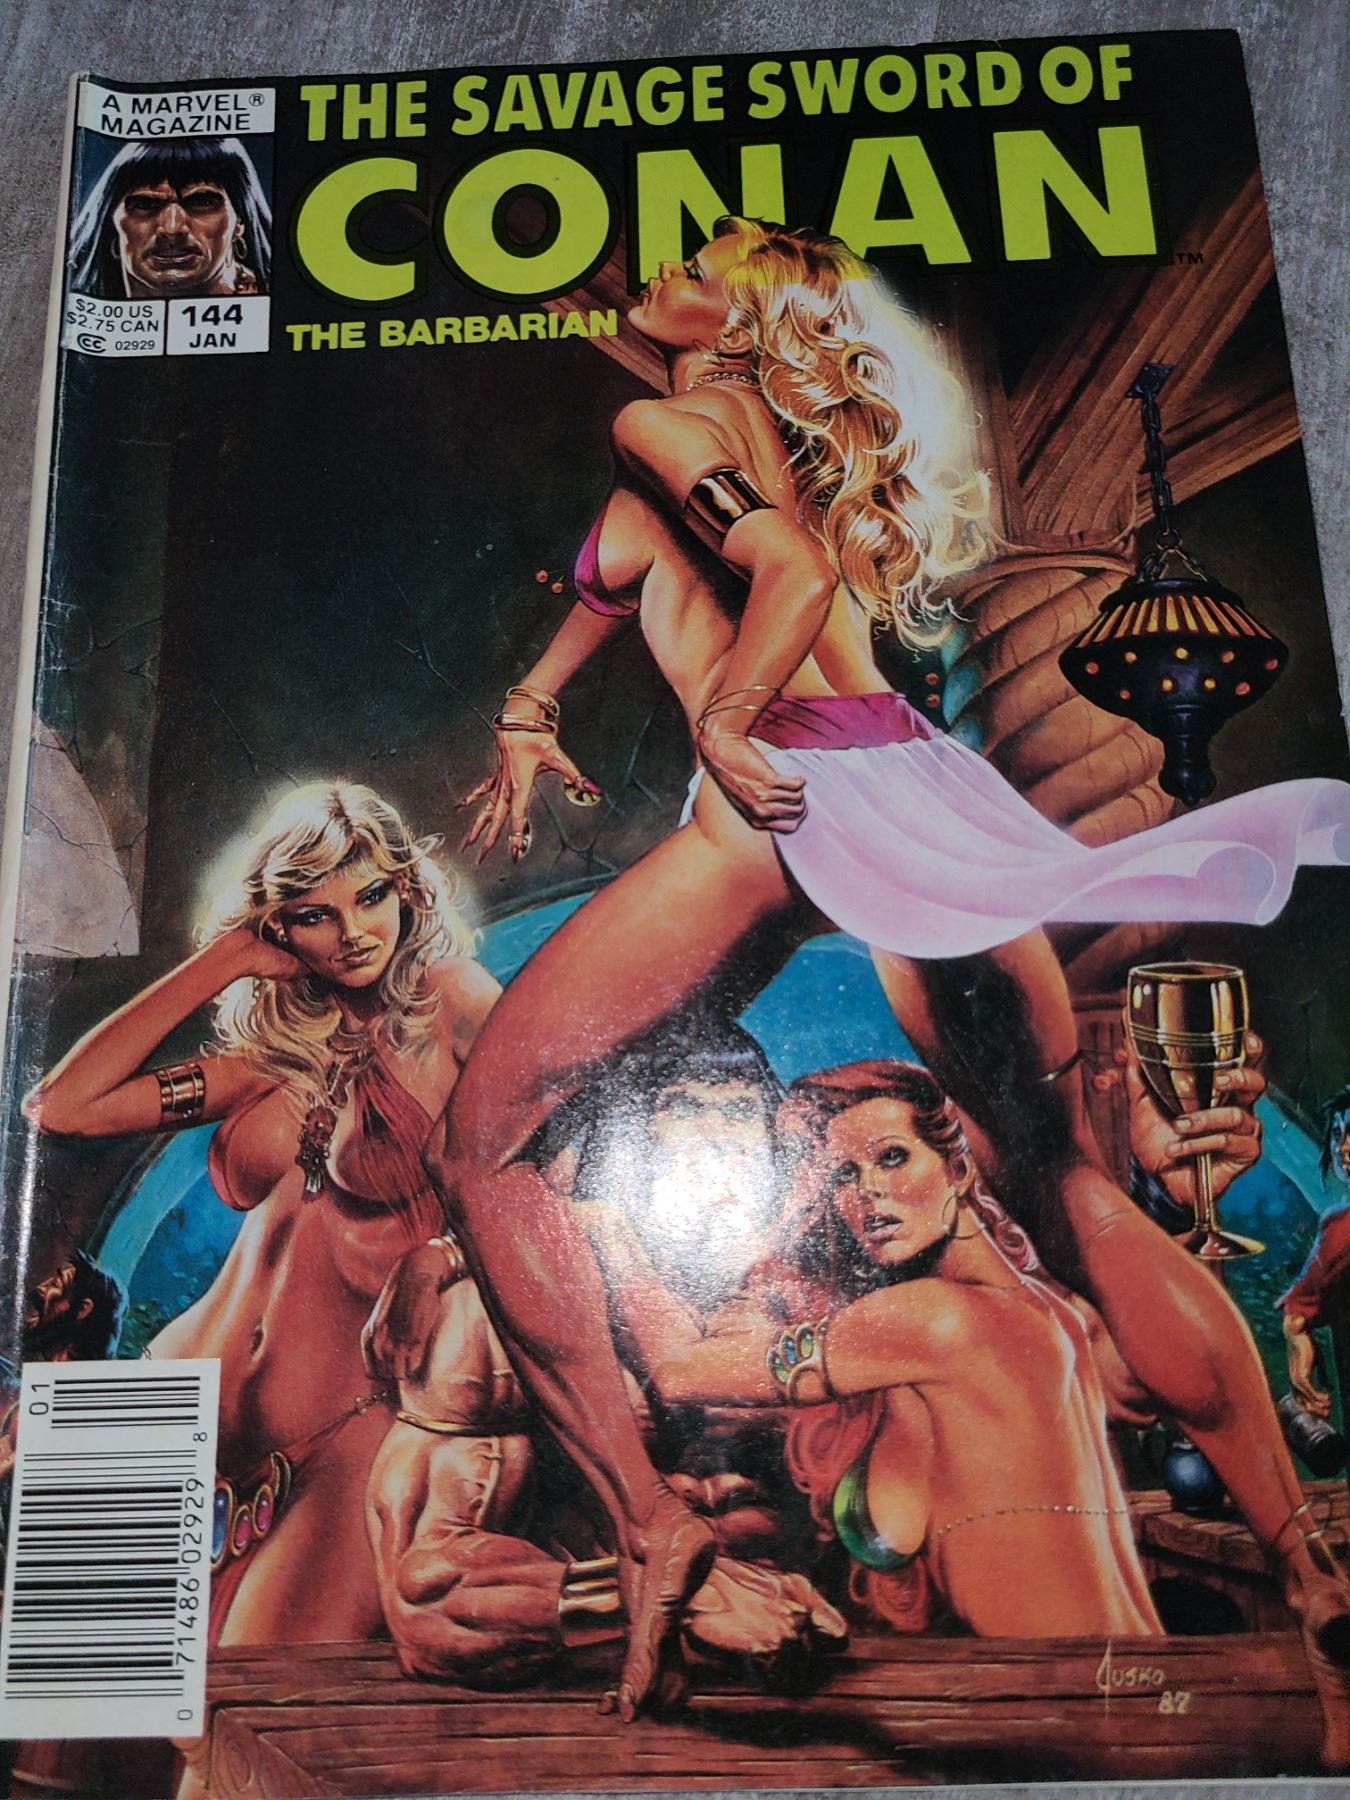 A MARVEL®
MAGAZINE
THE SAVAGE SWORD OF
CONAN
TM
THE BARBARIAN
$2.00 US
$2.75 CAN
CC 02929
144
JAN
01
0 71486 02929 8
JUSKO
87